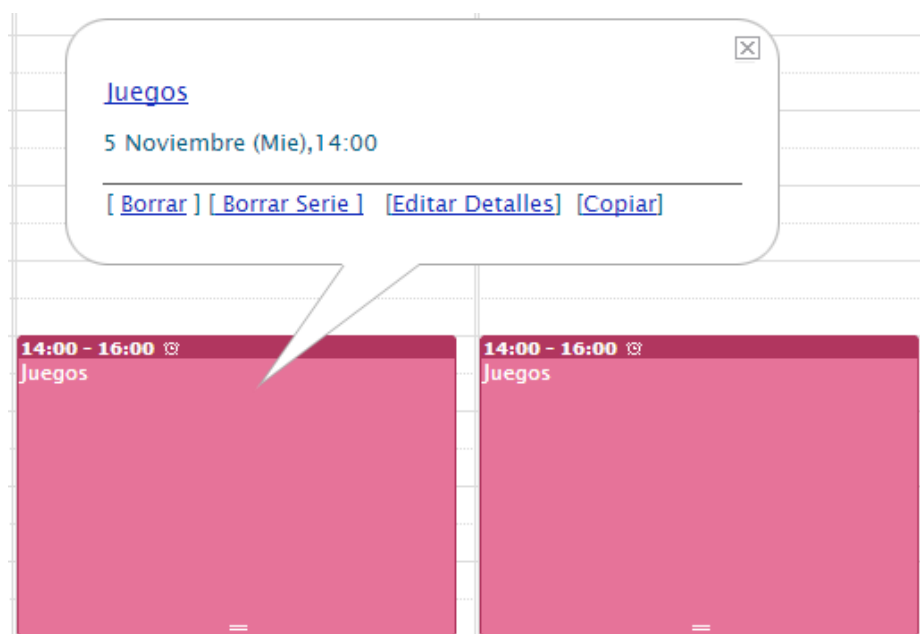 Juegos
5 Noviembre (Mie),14:00
[ Borrar ] [ Borrar Serie ] [Editar Detalles] [Copiar]
14:00 - 16:00
Juegos
14:00 - 16:00
Juegos